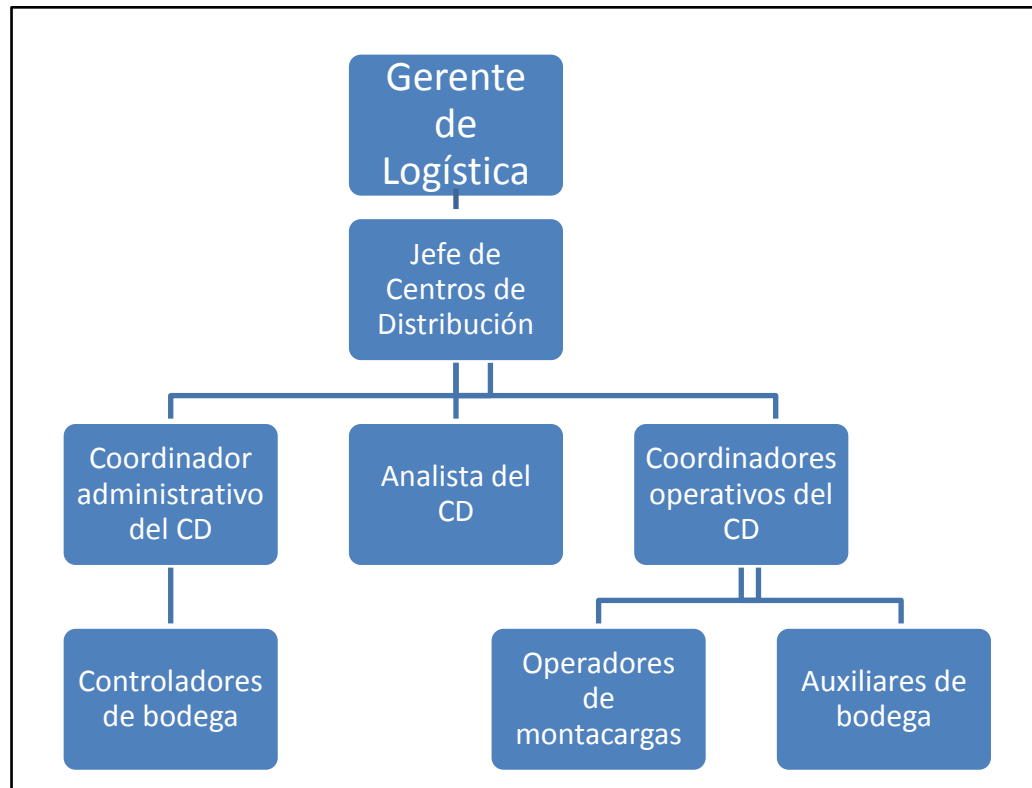 Gerente
de
Logística
Jefe de
Centros de
Distribución
Coordinador
administrativo
del CD
Analista del
CD
Coordinadores
operativos del
CD
Controladores
de bodega
Operadores
de
montacargas
Auxiliares de
bodega